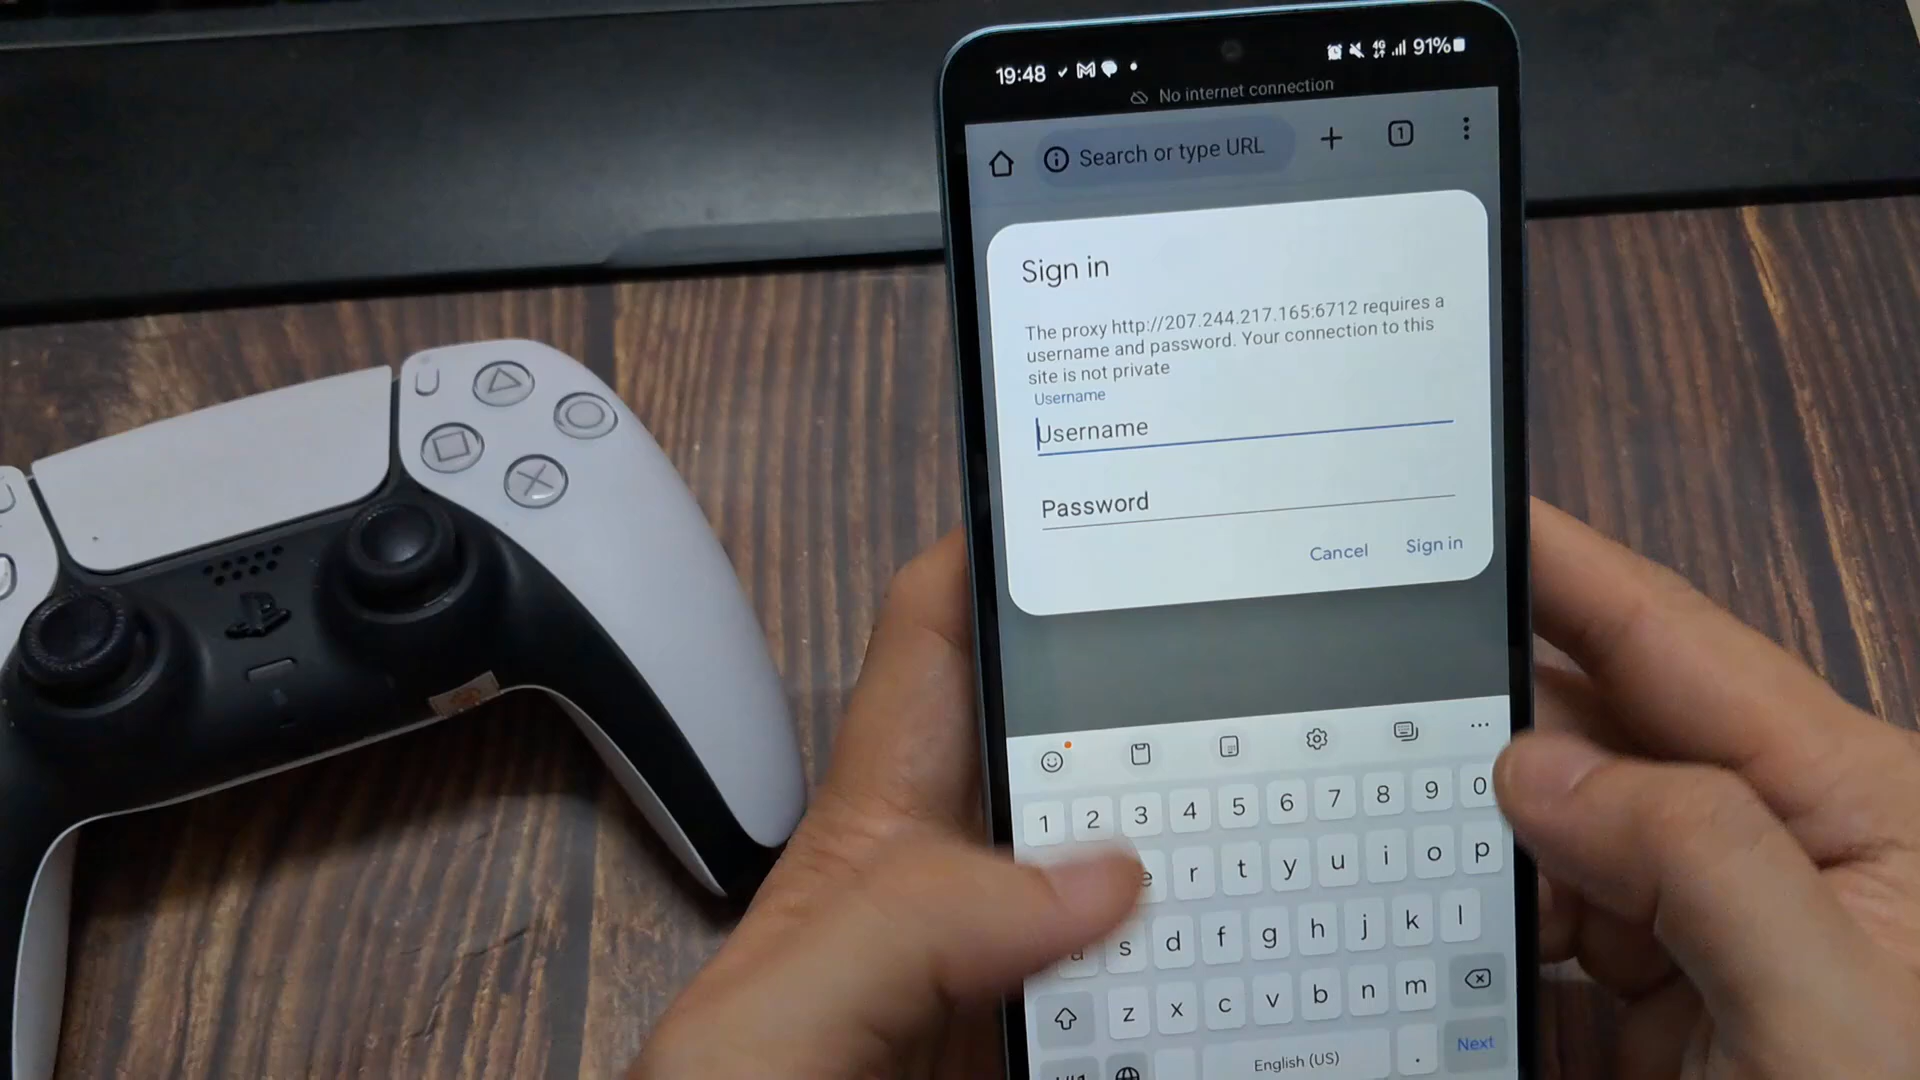 19:48
4G 91%
No internet connection
Search or type URL
1
Sign in
The proxy http://207.244.217.165:6712 requires a
username and password. Your connection to this
site is not private
Username
Username
Password
Cancel Sign in
1 2 3 4 5 6 7 8 9 0
e r t y u i o p
a s d f g h j k l
z x c v b n m
English (US) . Next